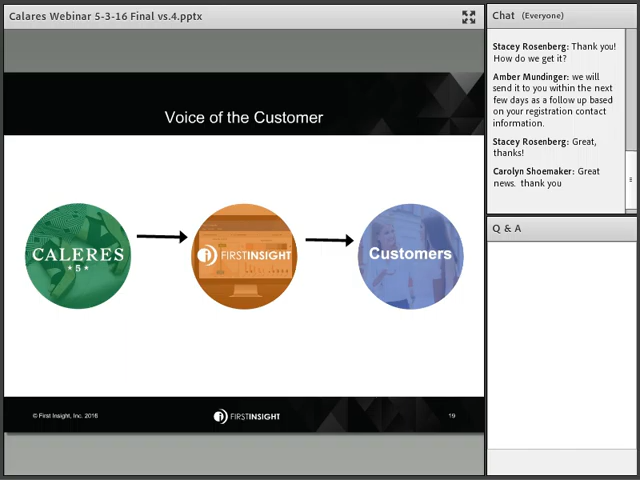 Calares Webinar 5-3-16 Final vs.4.pptx
Voice of the Customer
CALERES
★ 5 ★
FIRSTINSIGHT
Customers
© First Insight, Inc. 2016
FIRSTINSIGHT
19
Chat (Everyone)
Stacey Rosenberg: Thank you!
How do we get it?
Amber Mundinger: we will
send it to you within the next
few days as a follow up based
on your registration contact
information.
Stacey Rosenberg: Great,
thanks!
Carolyn Shoemaker: Great
news. thank you
Q & A